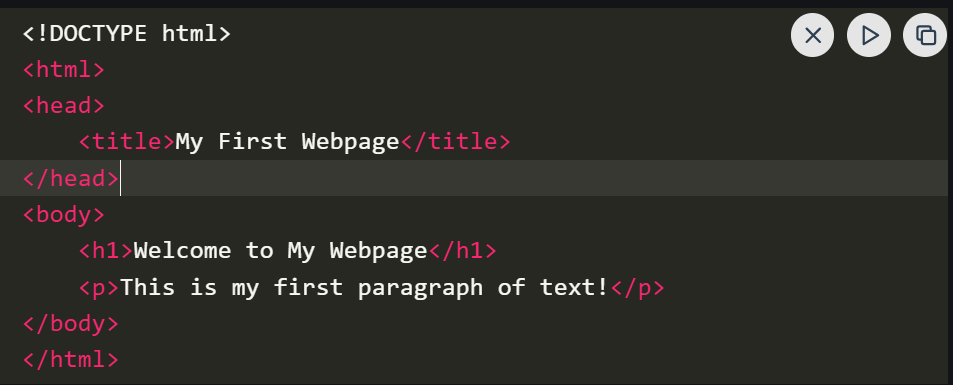 <!DOCTYPE html>
<html>
<head>
    <title>My First Webpage</title>
</head>
<body>
    <h1>Welcome to My Webpage</h1>
    <p>This is my first paragraph of text!</p>
</body>
</html>